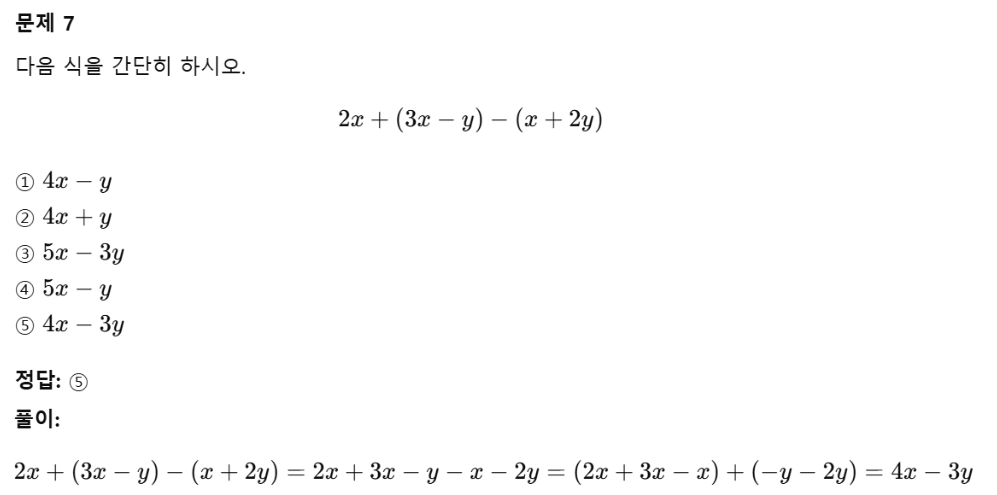 문제 7
다음 식을 간단히 하시오.
2x + (3x − y) − (x + 2y)
① 4x − y
② 4x + y
③ 5x − 3y
④ 5x − y
⑤ 4x − 3y
정답: ⑤
풀이:
2x + (3x − y) − (x + 2y) = 2x + 3x − y − x − 2y = (2x + 3x − x) + (−y − 2y) = 4x − 3y